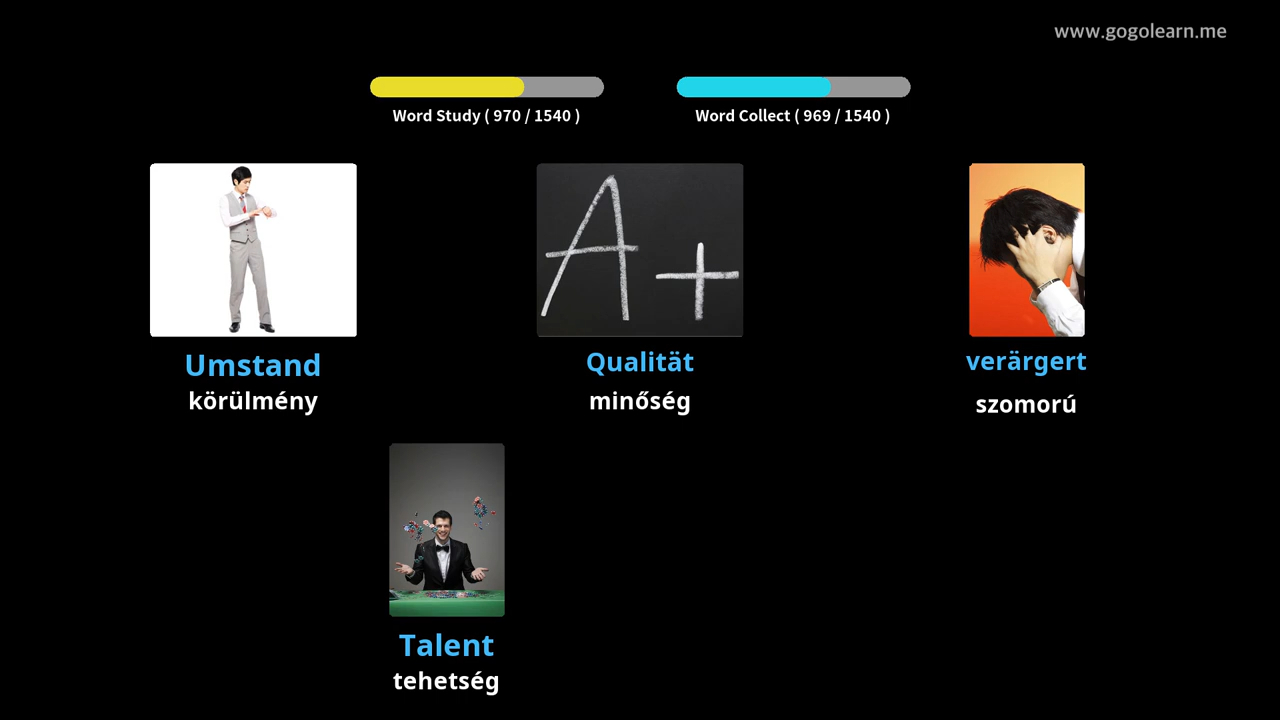 www.gogolearn.me
Word Study ( 970 / 1540 )
Word Collect ( 969 / 1540 )
A+
Umstand
körülmény
Qualität
minőség
verärgert
szomorú
Talent
tehetség